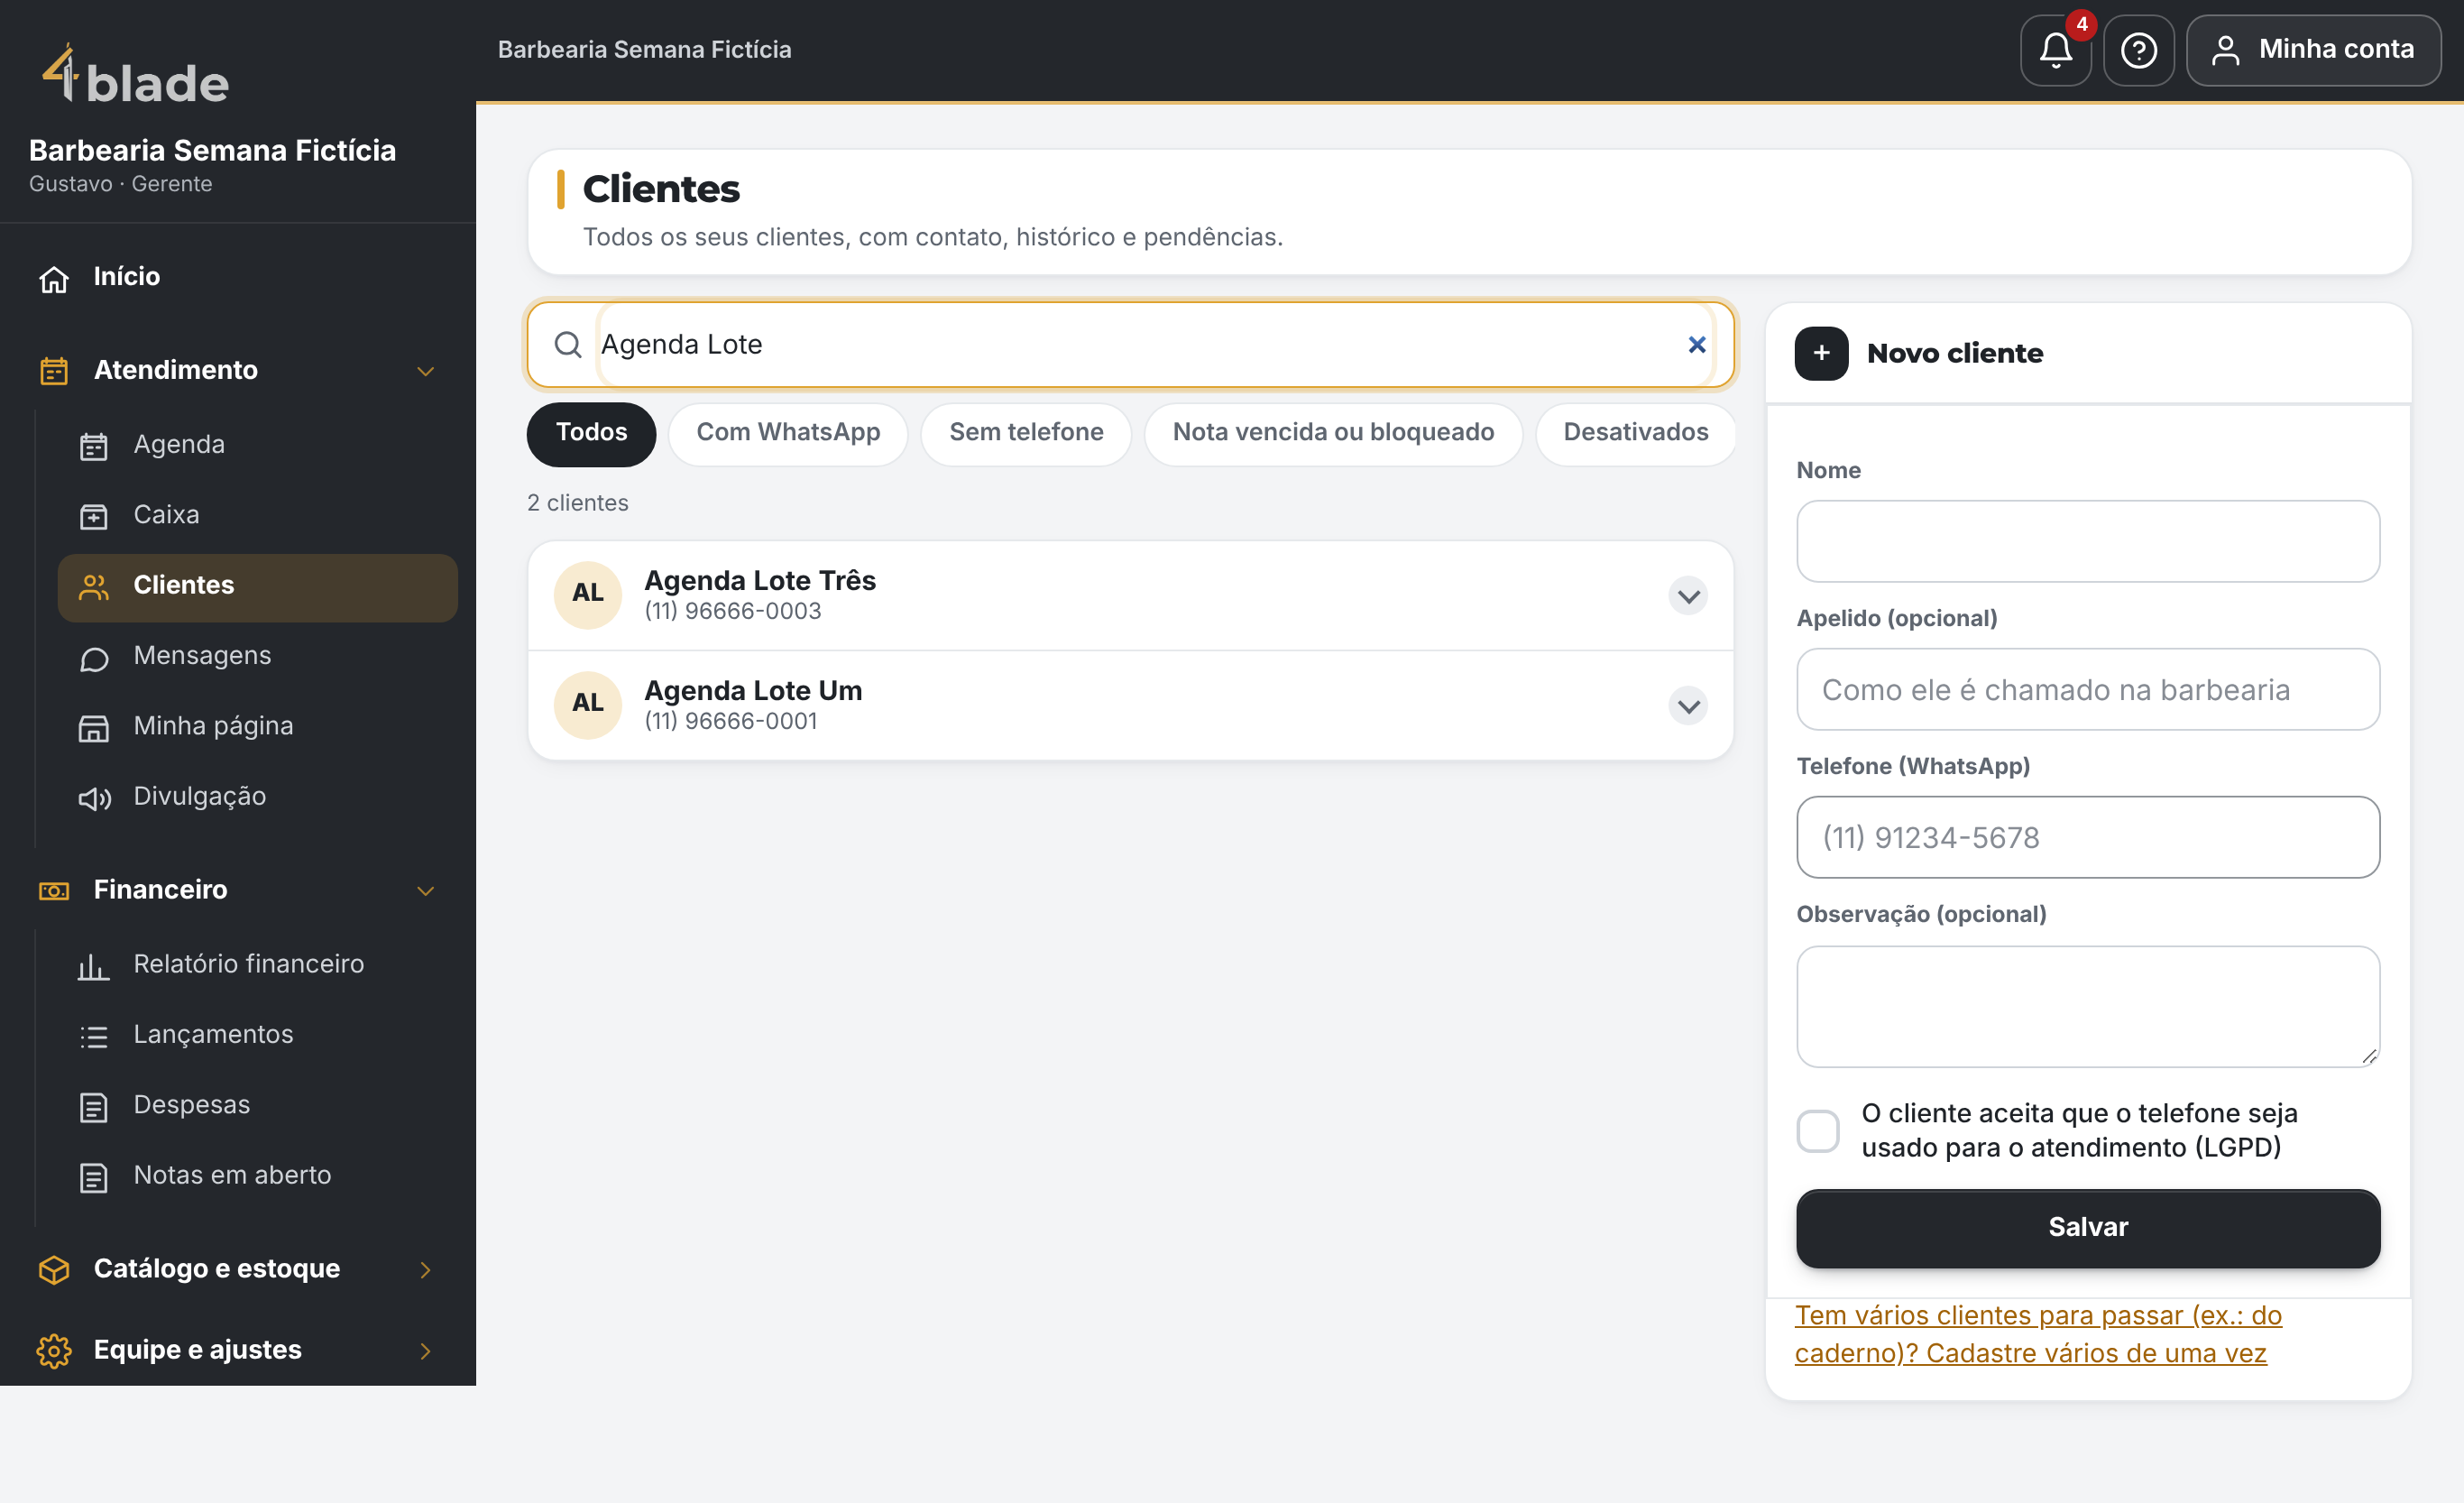 4blade
Barbearia Semana Fictícia
Gustavo · Gerente
Início
Atendimento
Agenda
Caixa
Clientes
Mensagens
Minha página
Divulgação
Financeiro
Relatório financeiro
Lançamentos
Despesas
Notas em aberto
Catálogo e estoque
Equipe e ajustes
Barbearia Semana Fictícia
4
Minha conta
Clientes
Todos os seus clientes, com contato, histórico e pendências.
Agenda Lote
Todos
Com WhatsApp
Sem telefone
Nota vencida ou bloqueado
Desativados
2 clientes
AL
Agenda Lote Três
(11) 96666-0003
AL
Agenda Lote Um
(11) 96666-0001
+ Novo cliente
Nome
Apelido (opcional)
Como ele é chamado na barbearia
Telefone (WhatsApp)
(11) 91234-5678
Observação (opcional)
O cliente aceita que o telefone seja
usado para o atendimento (LGPD)
Salvar
Tem vários clientes para passar (ex.: do
caderno)? Cadastre vários de uma vez